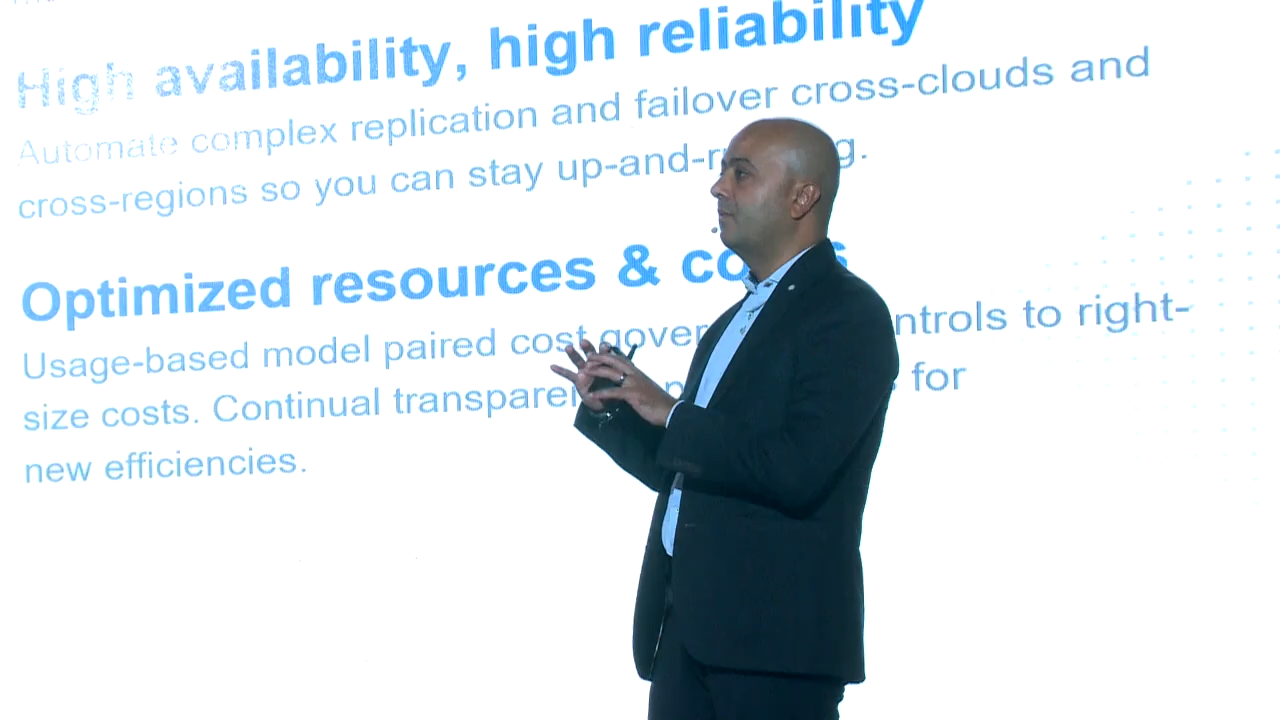 High availability, high reliability
Automate complex replication and failover cross-clouds and
cross-regions so you can stay up-and-r g.
Optimized resources & co s
Usage-based model paired cost gover ntrols to right-
size costs. Continual transparen for
new efficiencies.